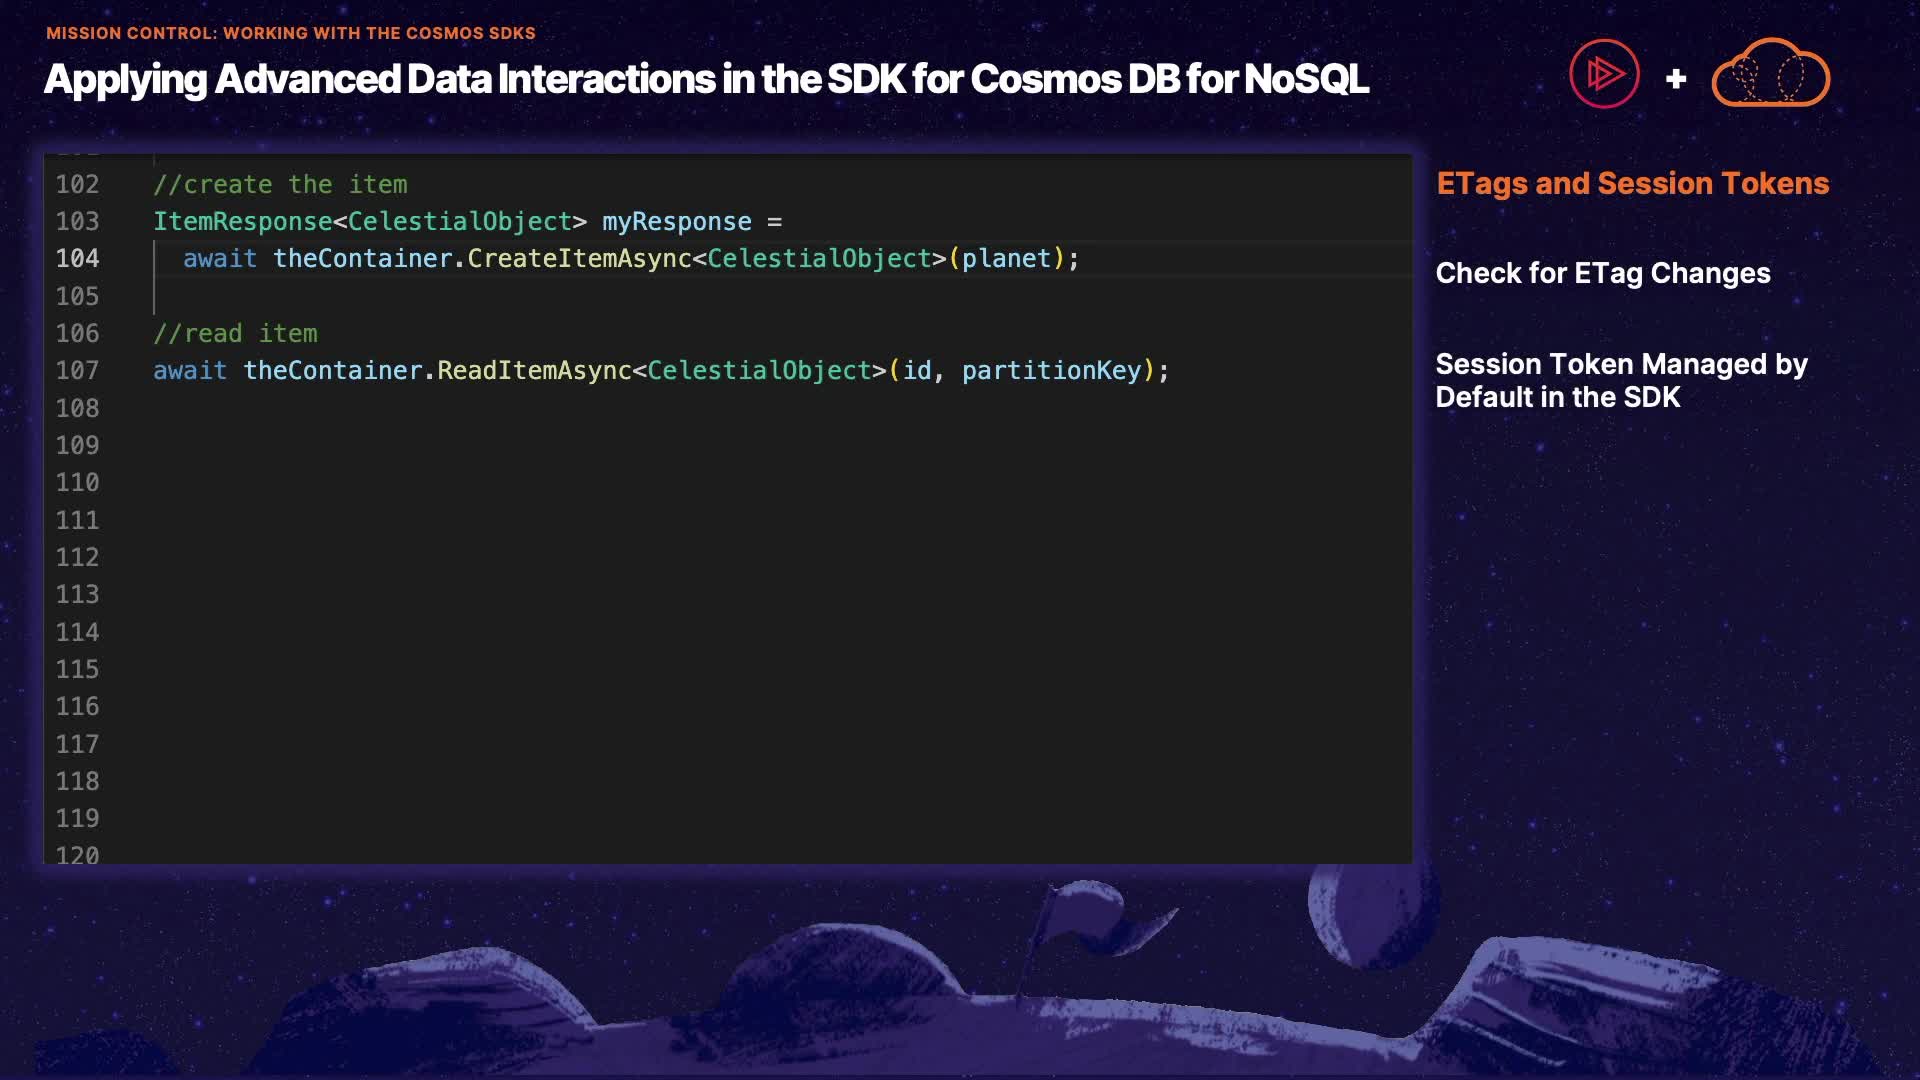 MISSION CONTROL: WORKING WITH THE COSMOS SDKS
Applying Advanced Data Interactions in the SDK for Cosmos DB for NoSQL
+
102 //create the item
103 ItemResponse<CelestialObject> myResponse =
104 await theContainer.CreateItemAsync<CelestialObject>(planet);
105
106 //read item
107 await theContainer.ReadItemAsync<CelestialObject>(id, partitionKey);
108
109
110
111
112
113
114
115
116
117
118
119
120
ETags and Session Tokens
Check for ETag Changes
Session Token Managed by
Default in the SDK